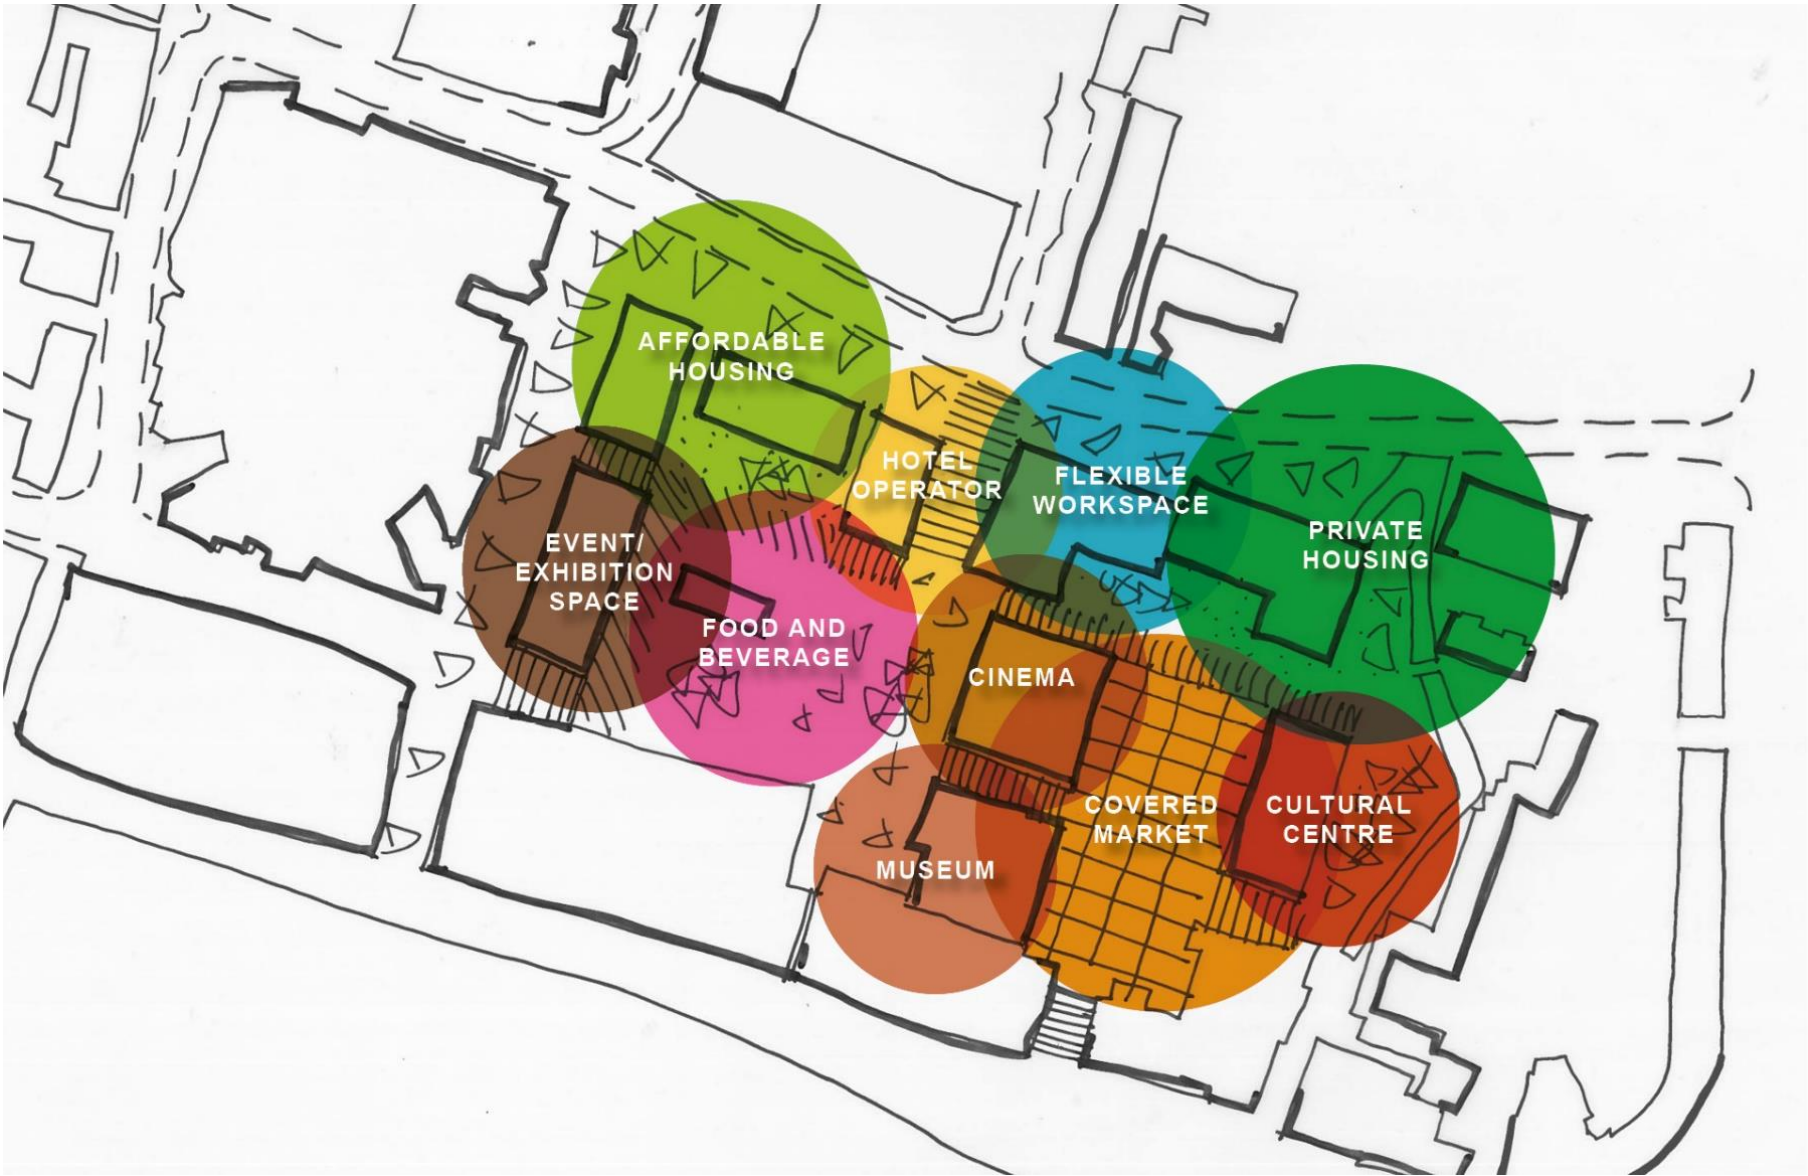 AFFORDABLE
HOUSING
HOTEL
OPERATOR
FLEXIBLE
WORKSPACE
PRIVATE
HOUSING
EVENT/
EXHIBITION
SPACE
FOOD AND
BEVERAGE
CINEMA
COVERED
MARKET
CULTURAL
CENTRE
MUSEUM